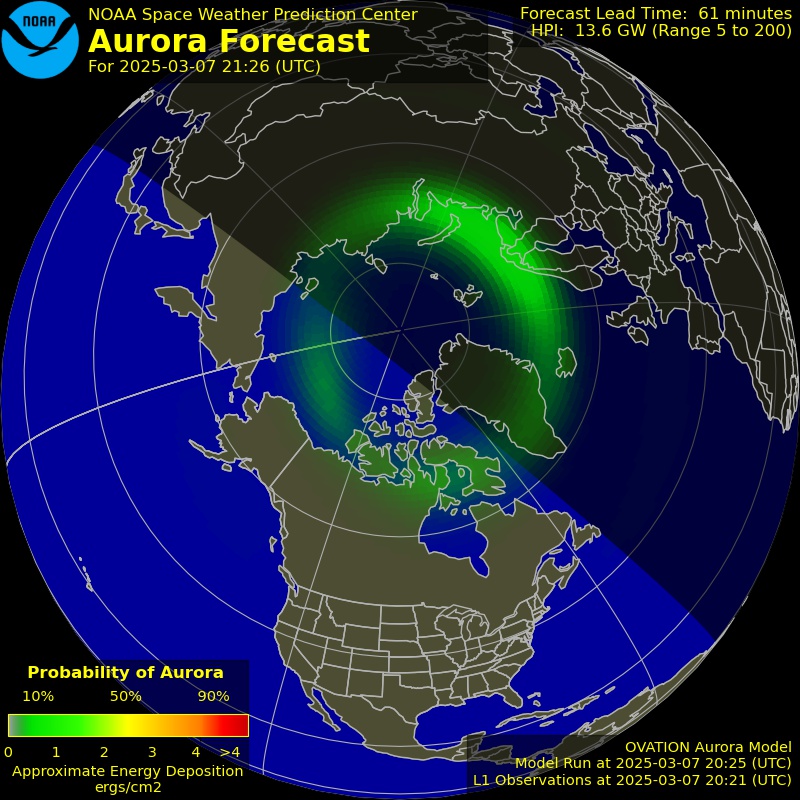 NOAA
NOAA Space Weather Prediction Center
Aurora Forecast
For 2025-03-07 21:26 (UTC)
Forecast Lead Time: 61 minutes
HPI: 13.6 GW (Range 5 to 200)
Probability of Aurora
10% 50% 90%
0 1 2 3 4 >4
Approximate Energy Deposition
ergs/cm2
OVATION Aurora Model
Model Run at 2025-03-07 20:25 (UTC)
L1 Observations at 2025-03-07 20:21 (UTC)